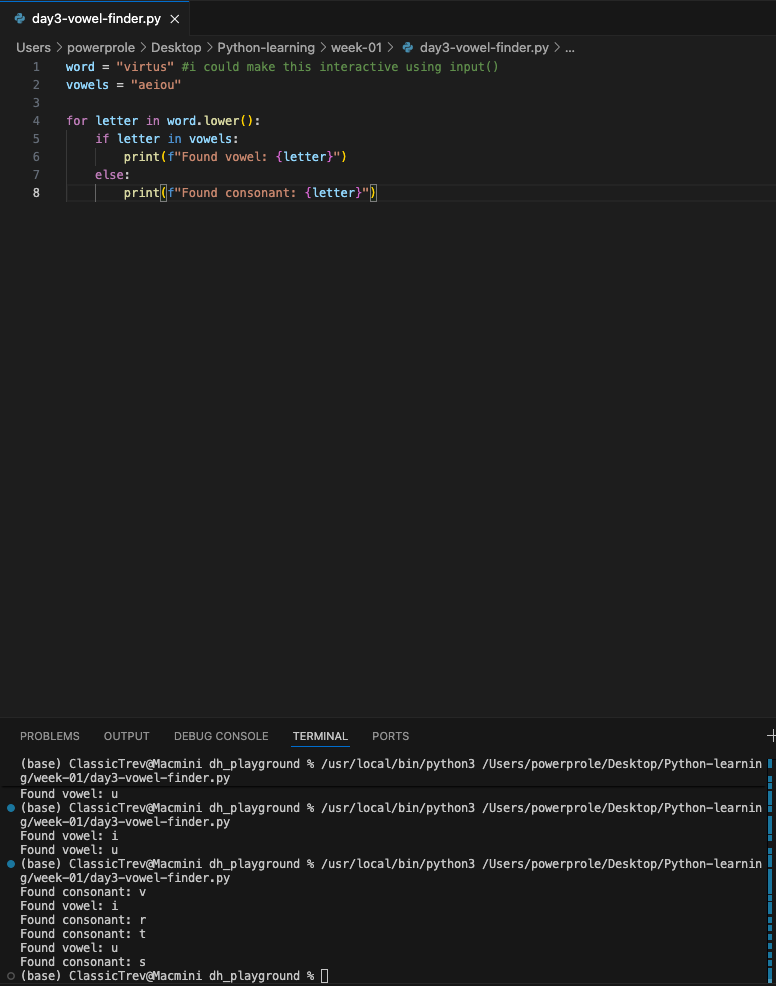 day3-vowel-finder.py
Users > powerprole > Desktop > Python-learning > week-01 > day3-vowel-finder.py > ...
1 word = "virtus" #i could make this interactive using input()
2 vowels = "aeiou"
3
4 for letter in word.lower():
5     if letter in vowels:
6         print(f"Found vowel: {letter}")
7     else:
8         print(f"Found consonant: {letter}")
PROBLEMS OUTPUT DEBUG CONSOLE TERMINAL PORTS
(base) ClassicTrev@Macmini dh_playground % /usr/local/bin/python3 /Users/powerprole/Desktop/Python-learnin
g/week-01/day3-vowel-finder.py
Found vowel: u
(base) ClassicTrev@Macmini dh_playground % /usr/local/bin/python3 /Users/powerprole/Desktop/Python-learnin
g/week-01/day3-vowel-finder.py
Found vowel: i
Found vowel: u
(base) ClassicTrev@Macmini dh_playground % /usr/local/bin/python3 /Users/powerprole/Desktop/Python-learnin
g/week-01/day3-vowel-finder.py
Found consonant: v
Found vowel: i
Found consonant: r
Found consonant: t
Found vowel: u
Found consonant: s
(base) ClassicTrev@Macmini dh_playground %